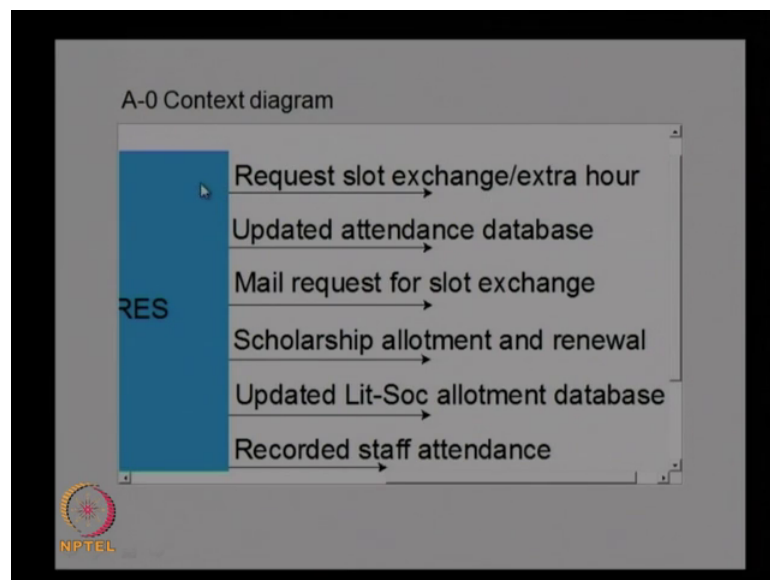 A-0 Context diagram
Request slot exchange/extra hour
Updated attendance database
Mail request for slot exchange
RES
Scholarship allotment and renewal
Updated Lit-Soc allotment database
Recorded staff attendance
NPTEL